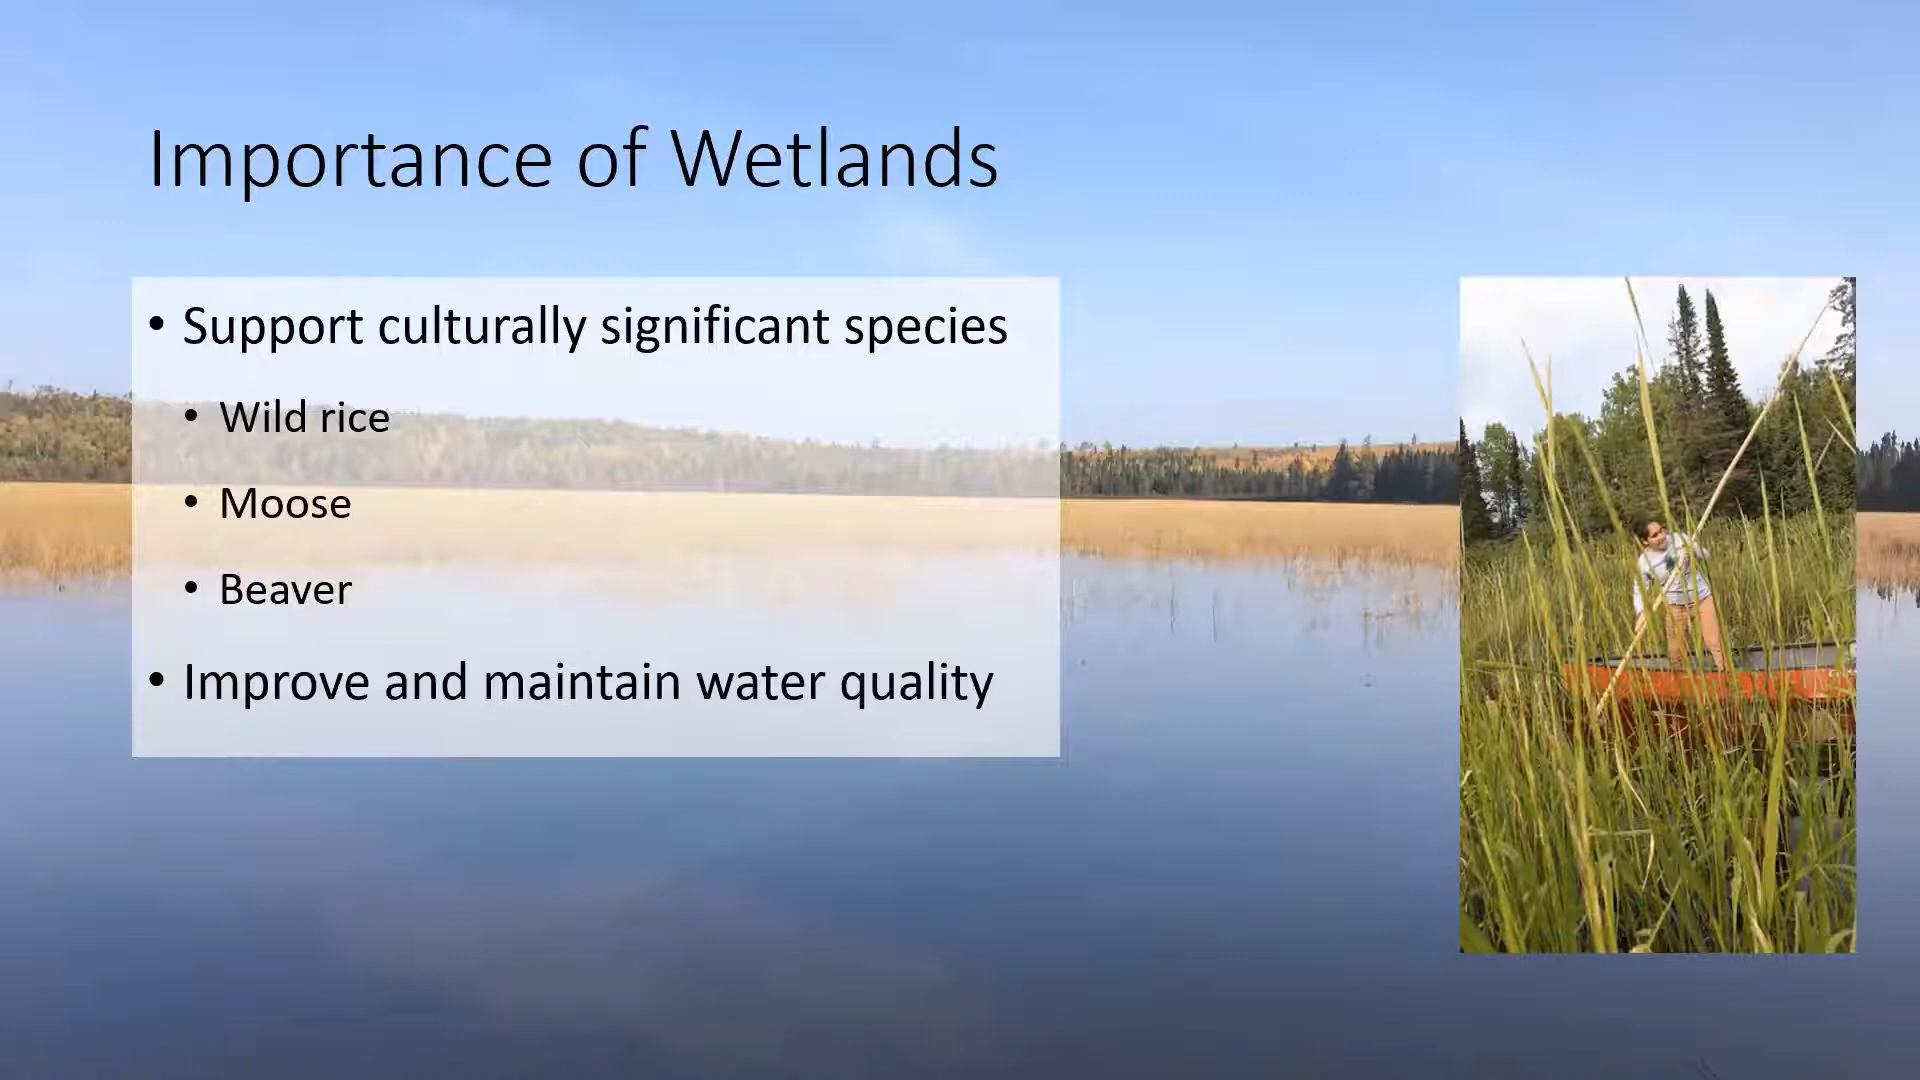 Importance of Wetlands
• Support culturally significant species
• Wild rice
• Moose
• Beaver
• Improve and maintain water quality